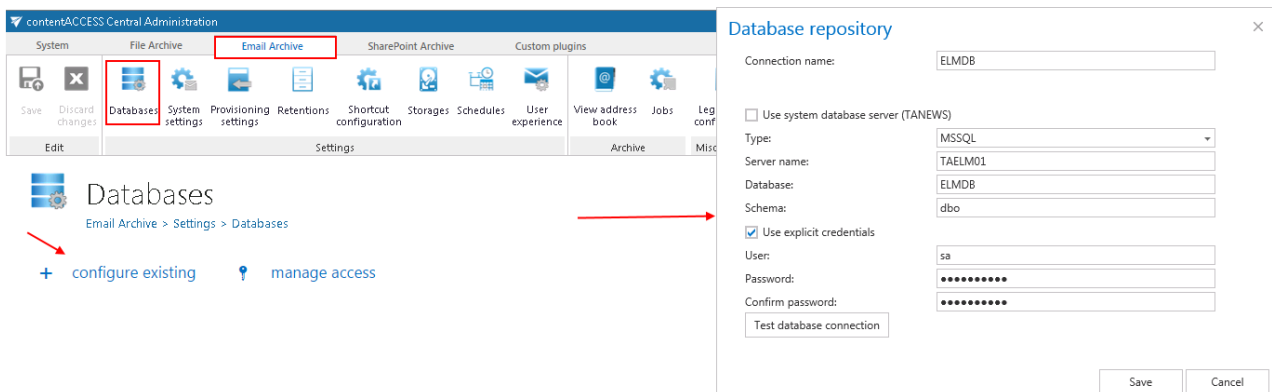 contentACCESS Central Administration
System File Archive Email Archive SharePoint Archive Custom plugins
Save Discard changes Databases System settings Provisioning settings Retentions Shortcut configuration Storages Schedules User experience View address book Jobs Leg conf
Edit Settings Archive Misc
Databases
Email Archive > Settings > Databases
+ configure existing manage access
Database repository
Connection name: ELMDB
Use system database server (TANEWS)
Type: MSSQL
Server name: TAELM01
Database: ELMDB
Schema: dbo
Use explicit credentials
User: sa
Password: ●●●●●●●●●●
Confirm password: ●●●●●●●●●●
Test database connection
Save Cancel